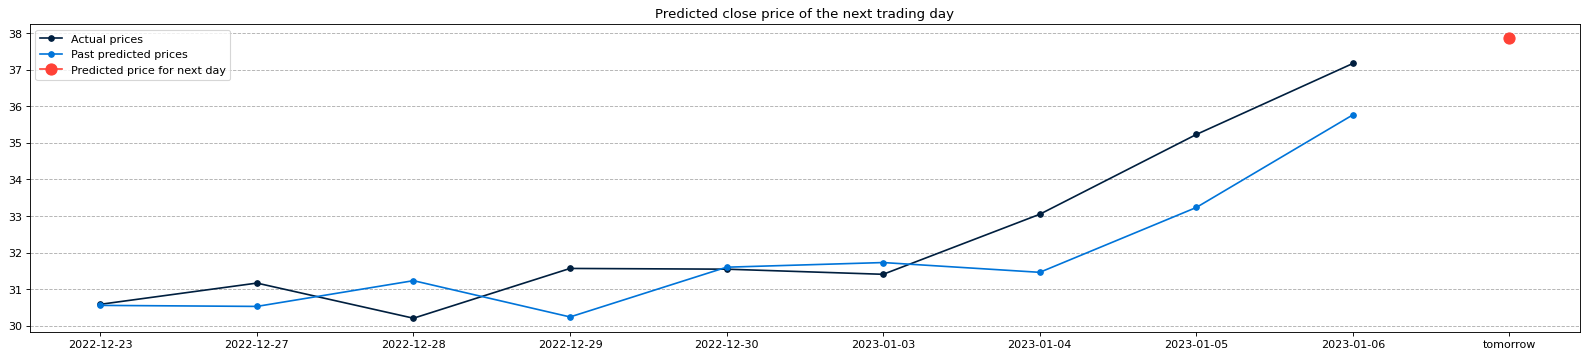 Predicted close price of the next trading day
Actual prices
Past predicted prices
Predicted price for next day
38
37
36
35
34
33
32
31
30
2022-12-23 2022-12-27 2022-12-28 2022-12-29 2022-12-30 2023-01-03 2023-01-04 2023-01-05 2023-01-06 tomorrow